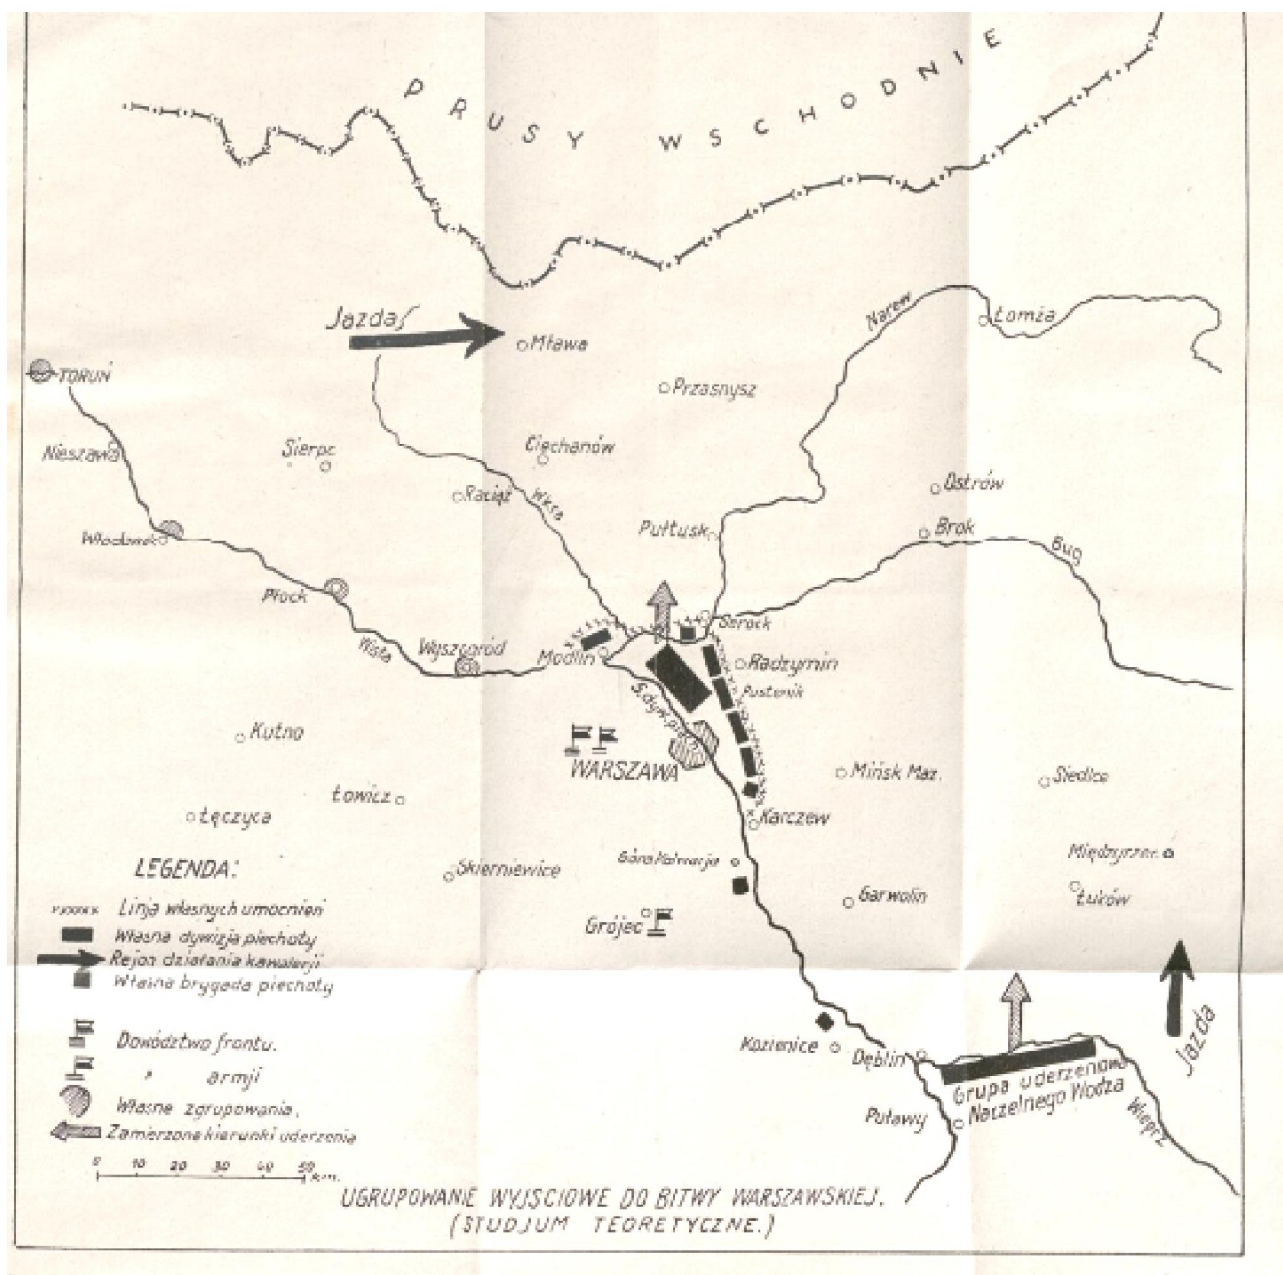 PRUSY WSCHODNIE
Jazda
Mława
Narew
Łomża
TORUŃ
Przasnysz
Nieszawa
Sierpc
Ciechanów
Raciąż
Wkra
Ostrów
Pułtusk
Brok
Bug
Płock
Serock
Wisła
Wyszogród
Modlin
Radzymin
Pustelnik
Kutno
WARSZAWA
Mińsk Maz.
Siedlce
Łowicz
Łęczyca
Karczew
LEGENDA:
Skierniewice
Góra Kalwarja
Międzyrzec
Łuków
Garwolin
Grójec
Linja własnych umocnień
Własna dywizja piechoty
Rejon działania kawalerji
Własna brygada piechoty
Dowództwo frontu.
" armji
Własne zgrupowania.
Zamierzone kierunki uderzenia
0 10 20 30 40 50 km.
Kozienice
Dęblin
Jazda
Grupa uderzeniowa
Naczelnego Wodza
Puławy
Wieprz
UGRUPOWANIE WYJŚCIOWE DO BITWY WARSZAWSKIEJ.
(STUDJUM TEORETYCZNE.)